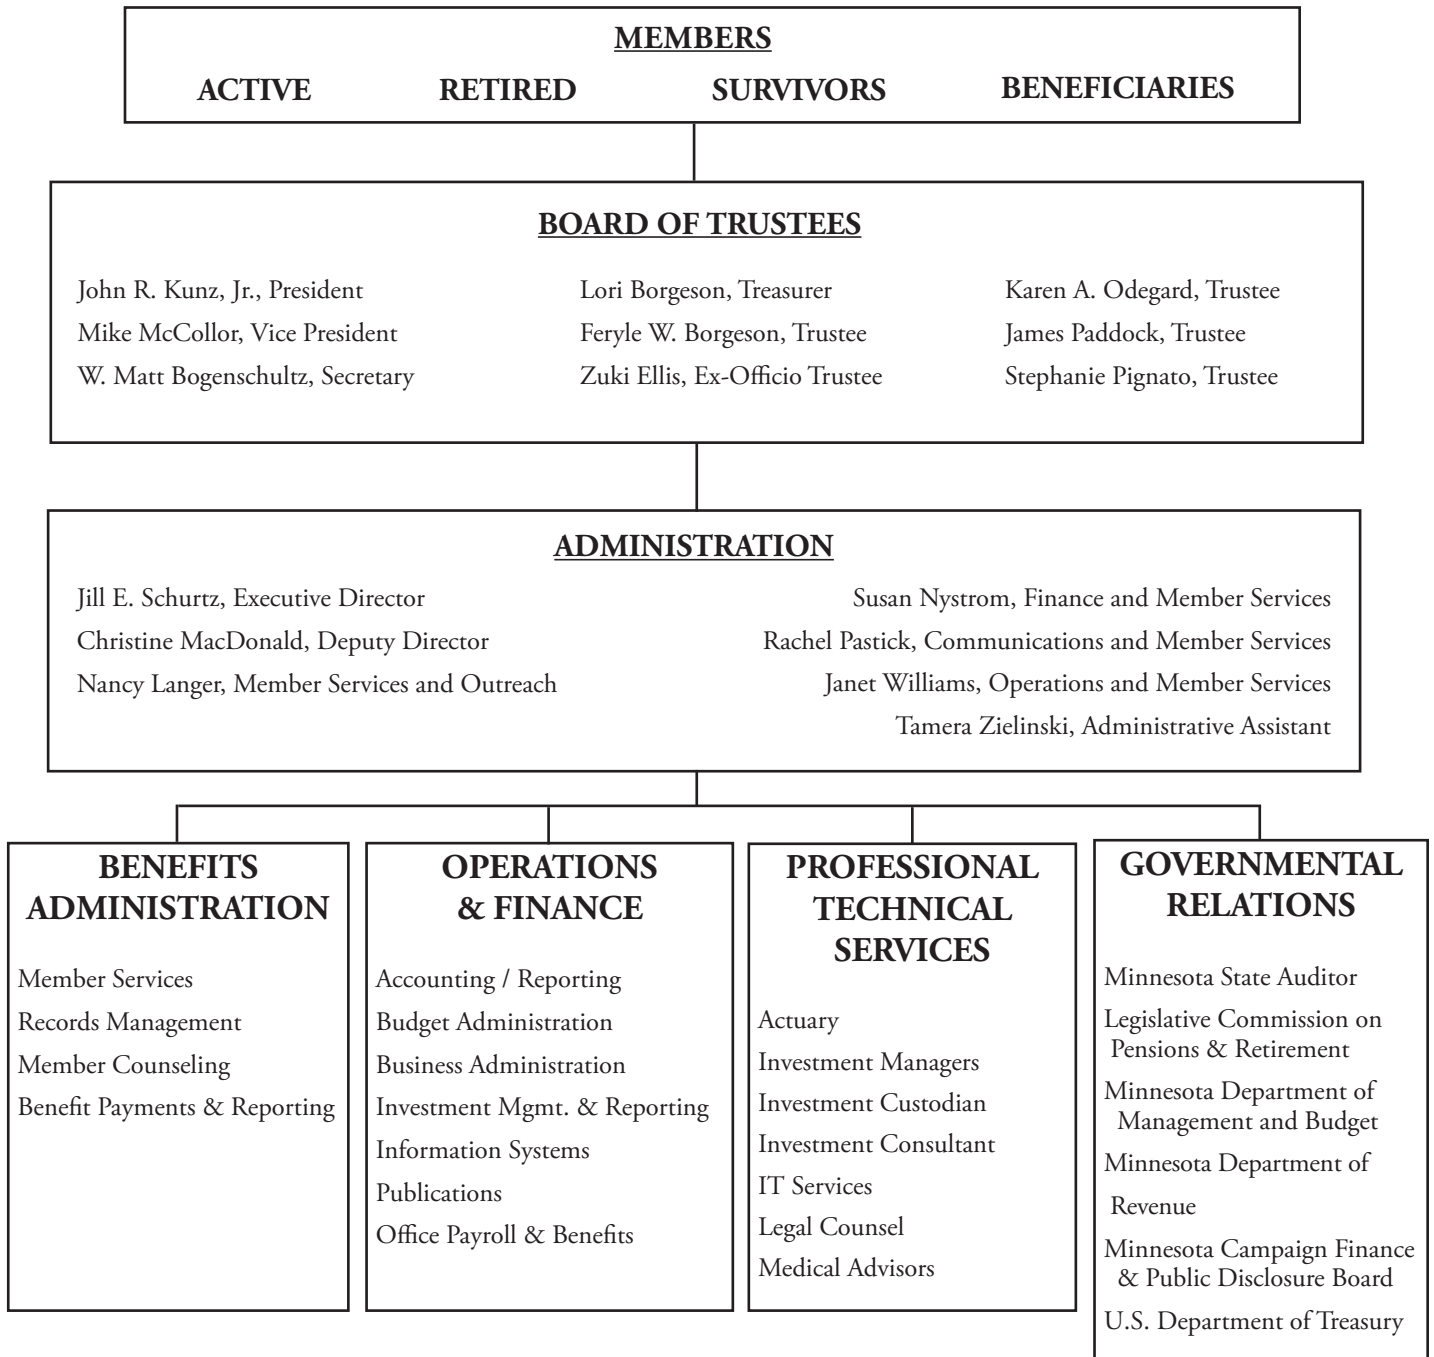 MEMBERS
ACTIVE RETIRED SURVIVORS BENEFICIARIES
BOARD OF TRUSTEES
John R. Kunz, Jr., President
Mike McCollor, Vice President
W. Matt Bogenschultz, Secretary
Lori Borgeson, Treasurer
Feryle W. Borgeson, Trustee
Zuki Ellis, Ex-Officio Trustee
Karen A. Odegard, Trustee
James Paddock, Trustee
Stephanie Pignato, Trustee
ADMINISTRATION
Jill E. Schurtz, Executive Director
Christine MacDonald, Deputy Director
Nancy Langer, Member Services and Outreach
Susan Nystrom, Finance and Member Services
Rachel Pastick, Communications and Member Services
Janet Williams, Operations and Member Services
Tamera Zielinski, Administrative Assistant
BENEFITS
ADMINISTRATION
Member Services
Records Management
Member Counseling
Benefit Payments & Reporting
OPERATIONS
& FINANCE
Accounting / Reporting
Budget Administration
Business Administration
Investment Mgmt. & Reporting
Information Systems
Publications
Office Payroll & Benefits
PROFESSIONAL
TECHNICAL
SERVICES
Actuary
Investment Managers
Investment Custodian
Investment Consultant
IT Services
Legal Counsel
Medical Advisors
GOVERNMENTAL
RELATIONS
Minnesota State Auditor
Legislative Commission on
Pensions & Retirement
Minnesota Department of
Management and Budget
Minnesota Department of
Revenue
Minnesota Campaign Finance
& Public Disclosure Board
U.S. Department of Treasury